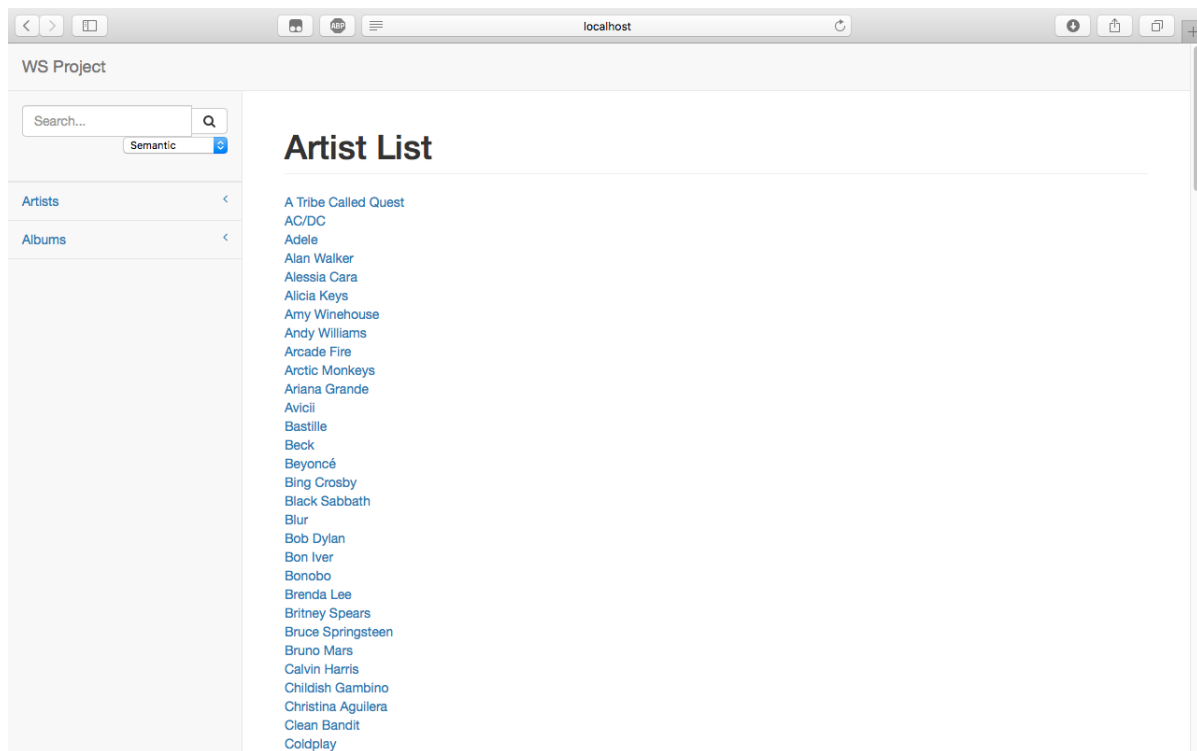 ABP
localhost
WS Project
Search...
Semantic
Artists
Albums
Artist List
A Tribe Called Quest
AC/DC
Adele
Alan Walker
Alessia Cara
Alicia Keys
Amy Winehouse
Andy Williams
Arcade Fire
Arctic Monkeys
Ariana Grande
Avicii
Bastille
Beck
Beyoncé
Bing Crosby
Black Sabbath
Blur
Bob Dylan
Bon Iver
Bonobo
Brenda Lee
Britney Spears
Bruce Springsteen
Bruno Mars
Calvin Harris
Childish Gambino
Christina Aguilera
Clean Bandit
Coldplay